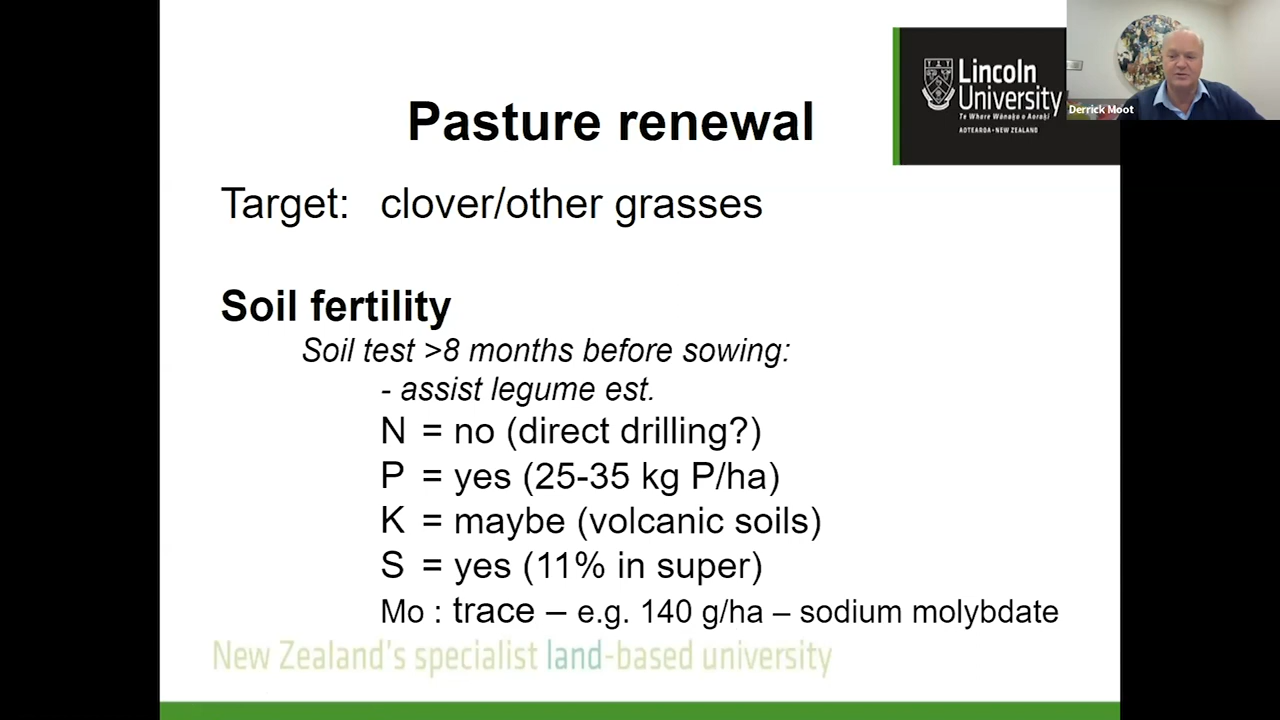 Lincoln
University
Te Whare Wānaka o Aoraki
AOTEAROA • NEW ZEALAND
Derrick Moot
Pasture renewal
Target: clover/other grasses
Soil fertility
Soil test >8 months before sowing:
- assist legume est.
N = no (direct drilling?)
P = yes (25-35 kg P/ha)
K = maybe (volcanic soils)
S = yes (11% in super)
Mo : trace – e.g. 140 g/ha – sodium molybdate
New Zealand's specialist land-based university